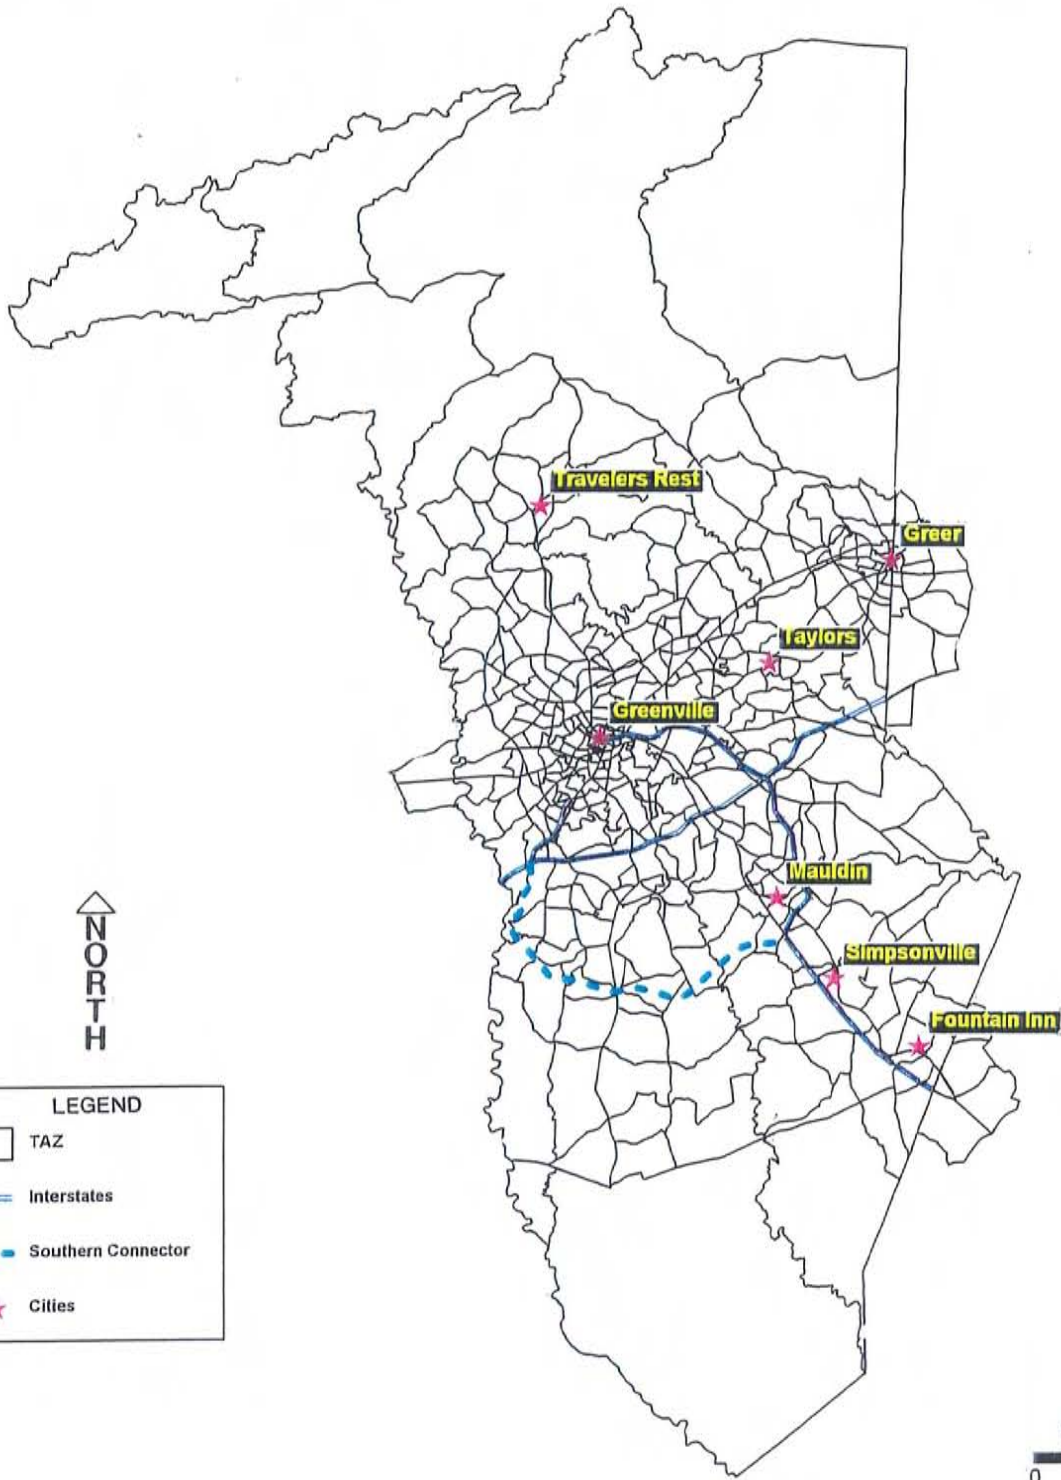 Travelers Rest
Greer
Taylors
Greenville
Mauldin
Simpsonville
Fountain Inn
NORTH
LEGEND
TAZ
Interstates
Southern Connector
Cities
0